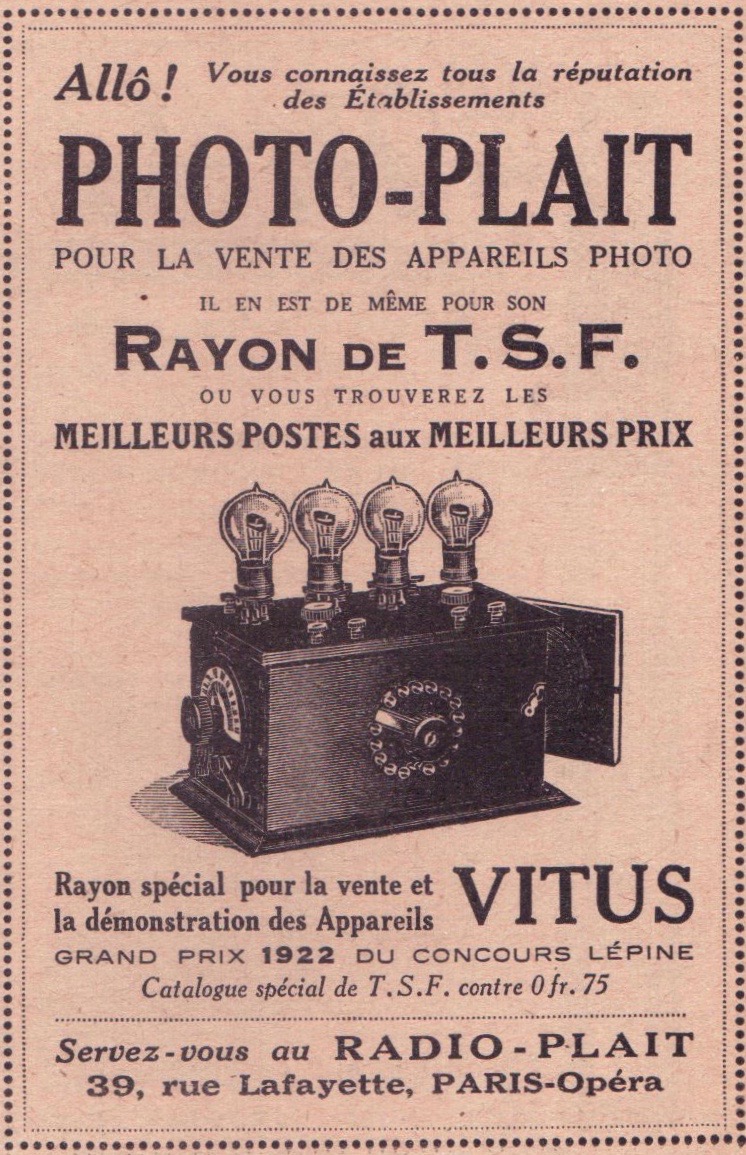 Allô! Vous connaissez tous la réputation
des Établissements
PHOTO-PLAIT
POUR LA VENTE DES APPAREILS PHOTO
IL EN EST DE MÊME POUR SON
RAYON DE T.S.F.
OU VOUS TROUVEREZ LES
MEILLEURS POSTES aux MEILLEURS PRIX
Rayon spécial pour la vente et
la démonstration des Appareils
VITUS
GRAND PRIX 1922 DU CONCOURS LÉPINE
Catalogue spécial de T.S.F. contre 0 fr. 75
Servez-vous au RADIO-PLAIT
39, rue Lafayette, PARIS-Opéra